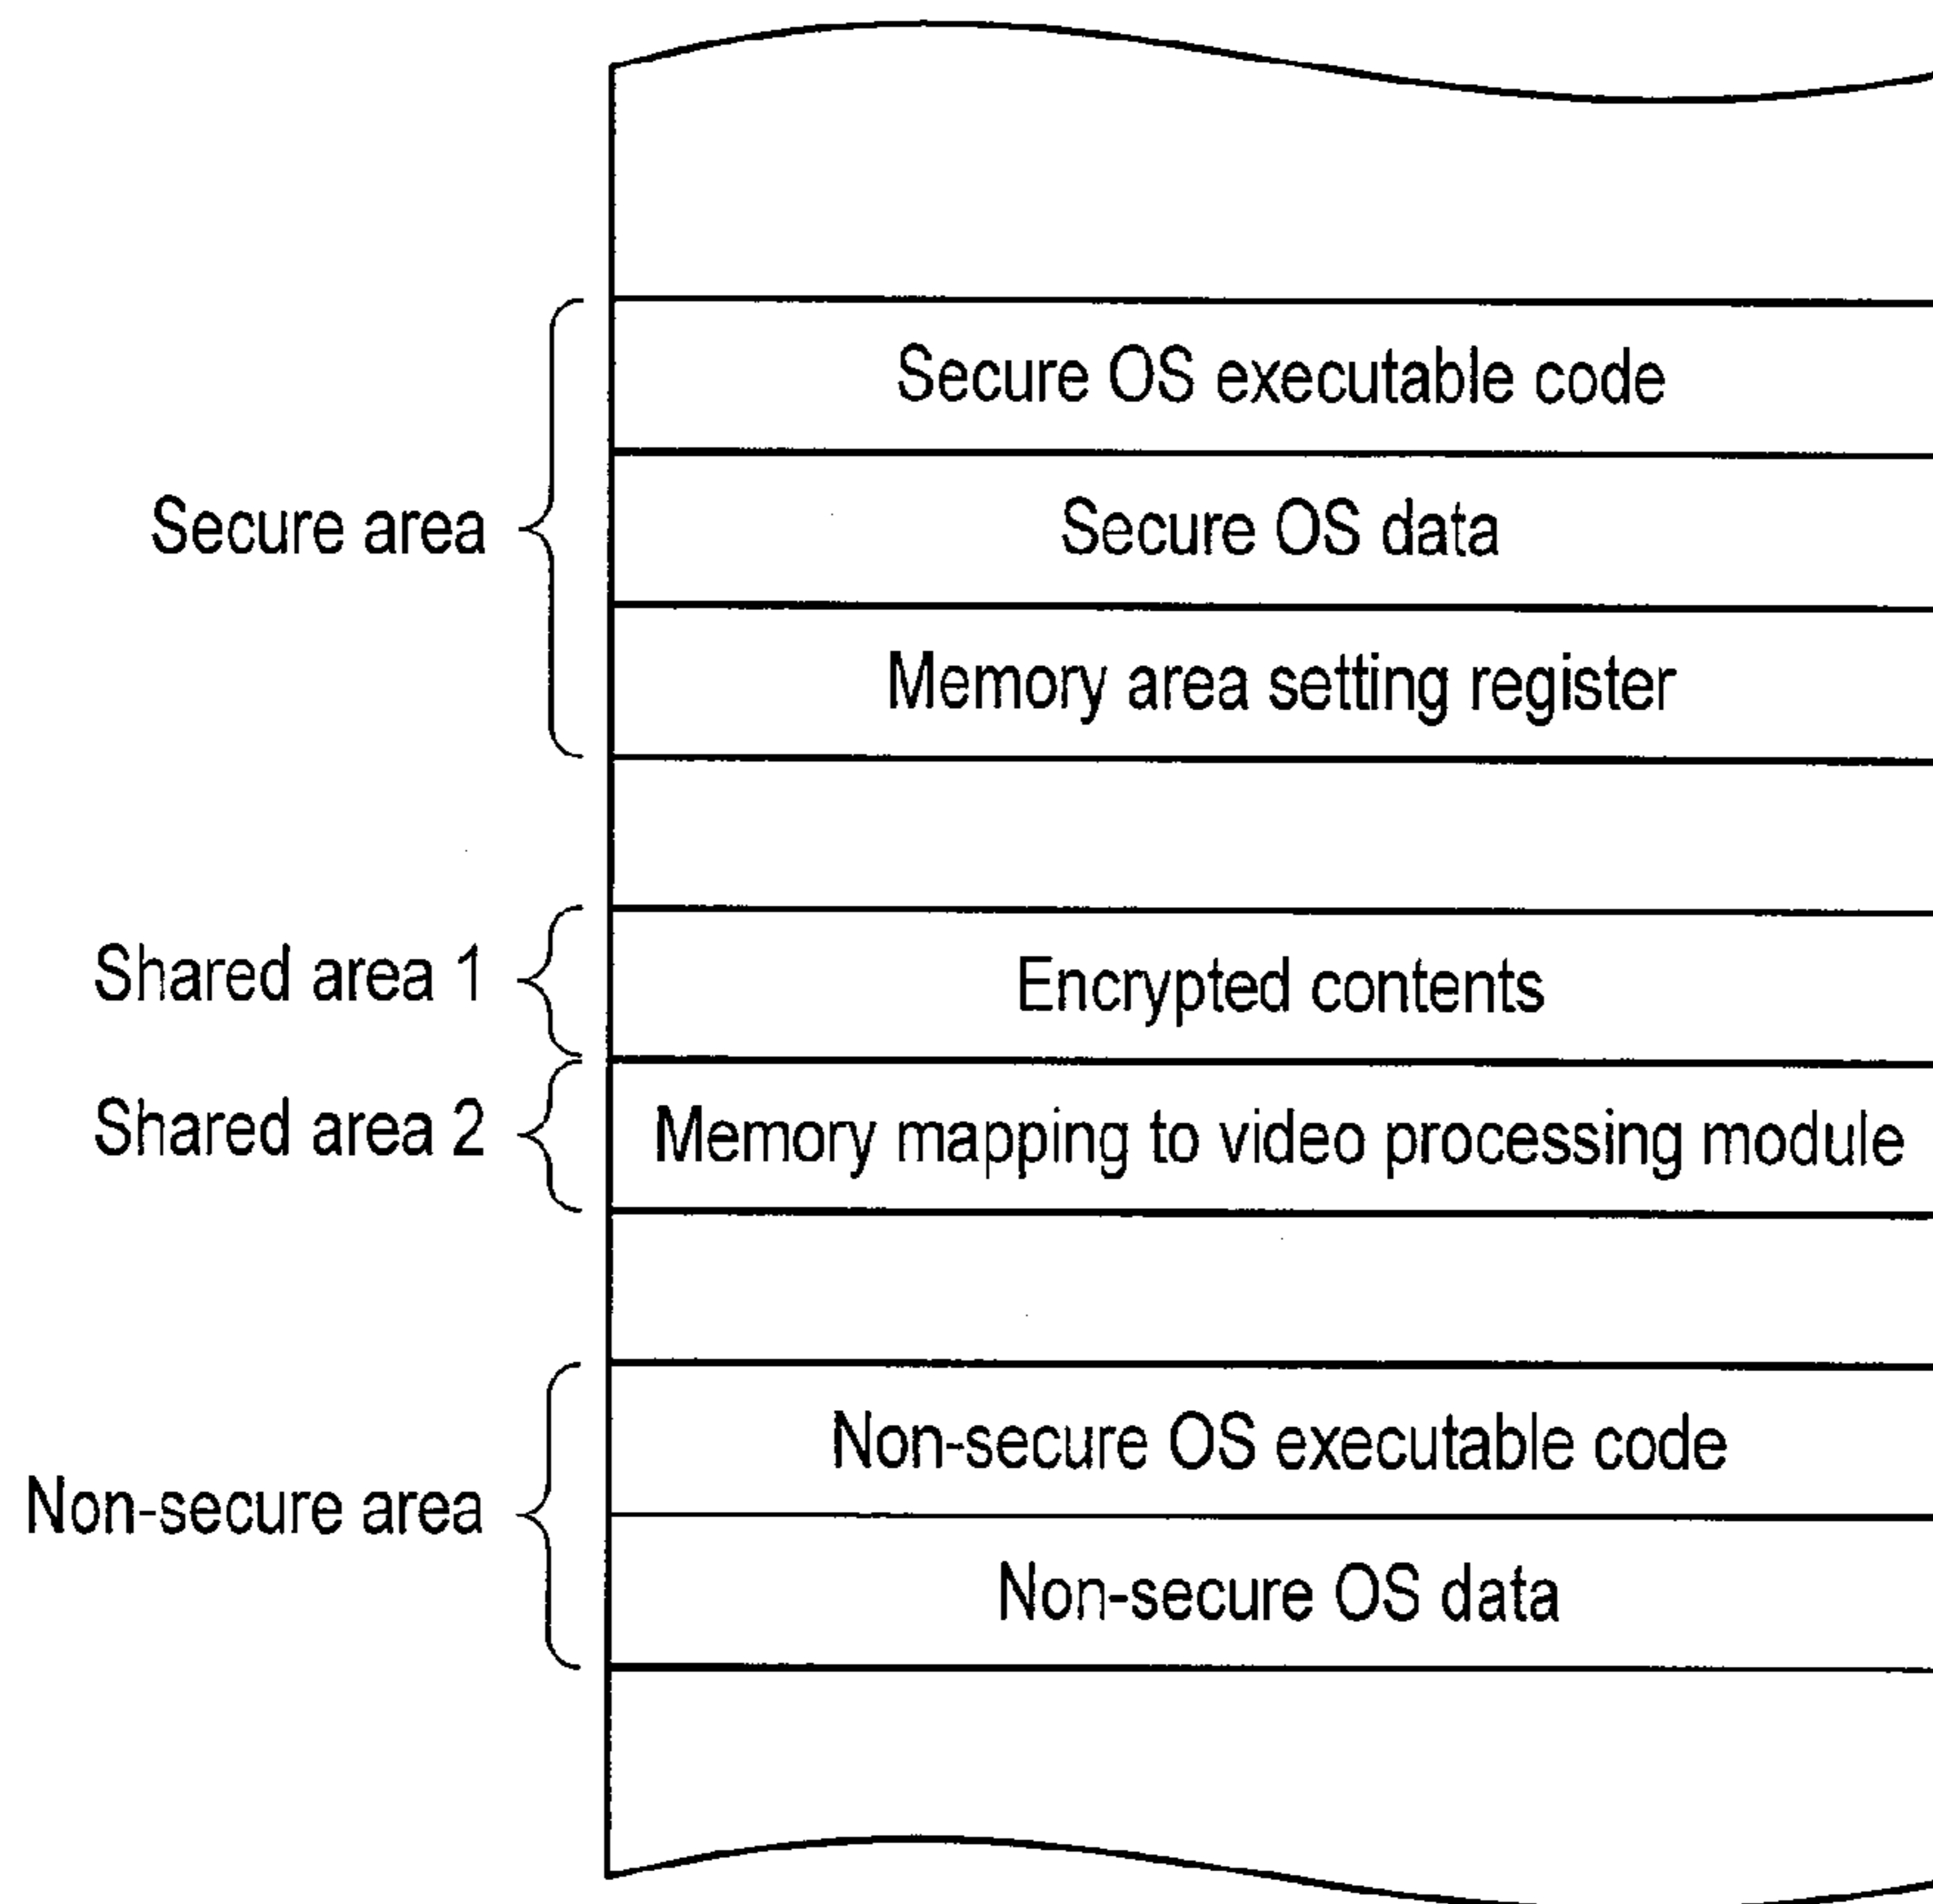 Secure OS executable code
Secure area
Secure OS data
Memory area setting register
Shared area 1
Encrypted contents
Shared area 2
Memory mapping to video processing module
Non-secure OS executable code
Non-secure area
Non-secure OS data